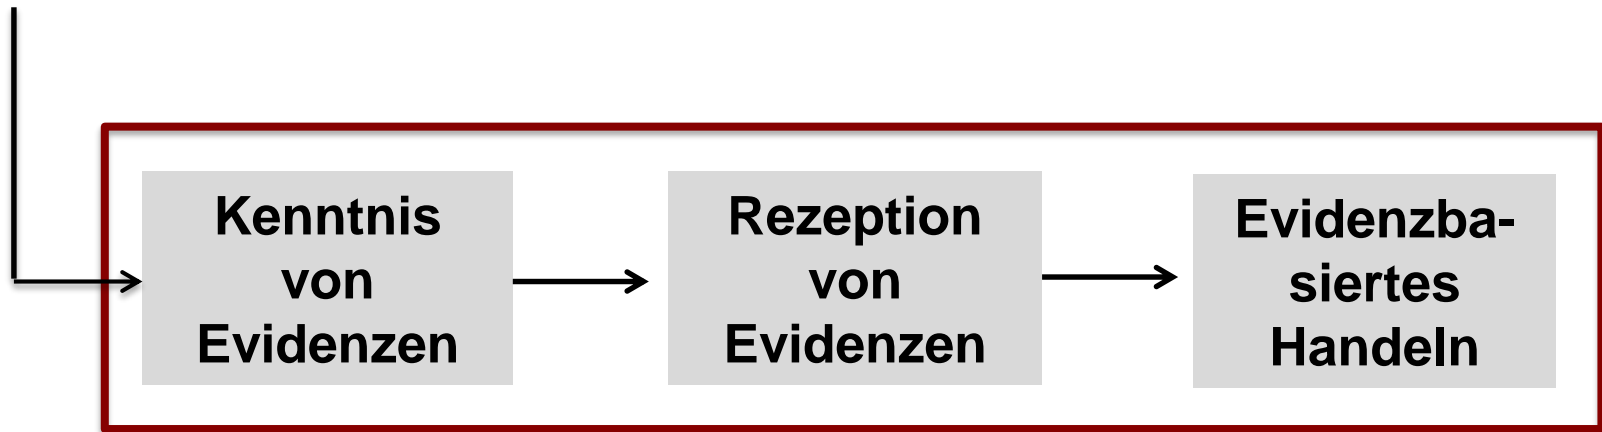 Kenntnis
von
Evidenzen
Rezeption
von
Evidenzen
Evidenzba-
siertes
Handeln